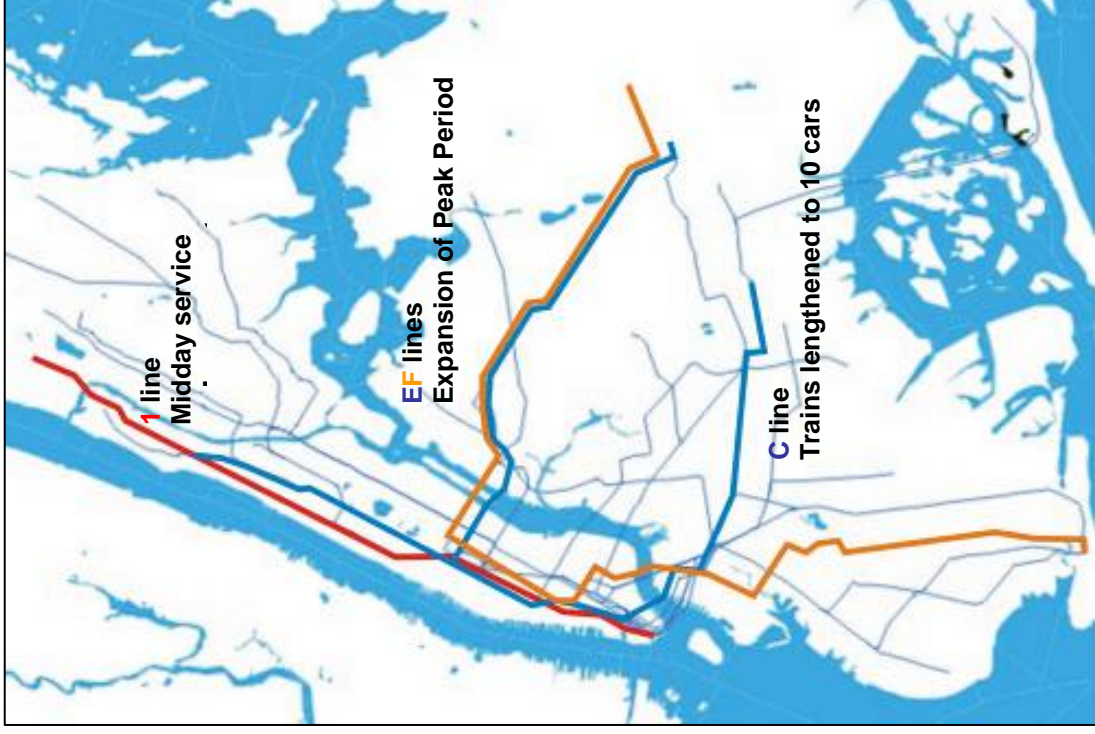 1 line
Midday service
EF lines
Expansion of Peak Period
C line
Trains lengthened to 10 cars